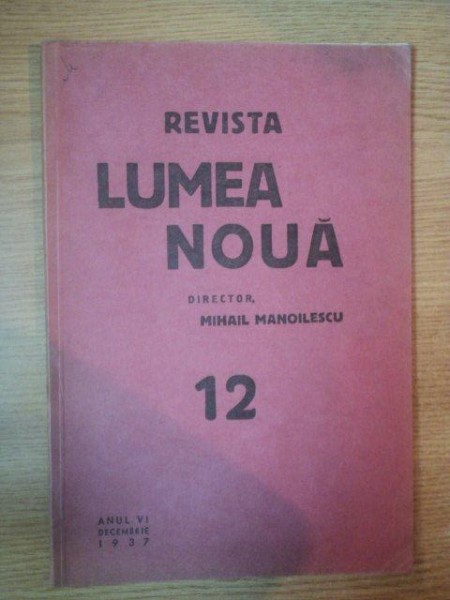 REVISTA
LUMEA
NOUĂ
DIRECTOR,
MIHAIL MANOILESCU
12
ANUL VI
DECEMBRIE
1937